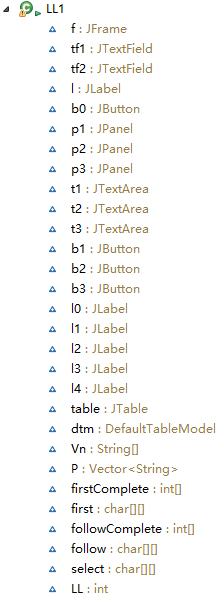 LL1
f : JFrame
tf1 : JTextField
tf2 : JTextField
l : JLabel
b0 : JButton
p1 : JPanel
p2 : JPanel
p3 : JPanel
t1 : JTextArea
t2 : JTextArea
t3 : JTextArea
b1 : JButton
b2 : JButton
b3 : JButton
l0 : JLabel
l1 : JLabel
l2 : JLabel
l3 : JLabel
l4 : JLabel
table : JTable
dtm : DefaultTableModel
Vn : String[]
P : Vector<String>
firstComplete : int[]
first : char[][]
followComplete : int[]
follow : char[][]
select : char[][]
LL : int